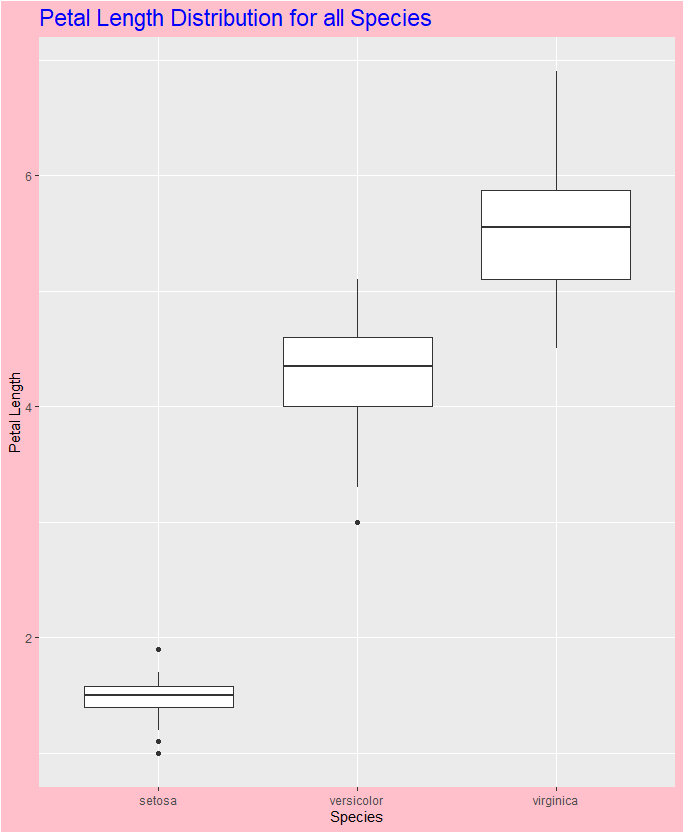 Petal Length Distribution for all Species
Petal Length
6
4
2
setosa
versicolor
virginica
Species